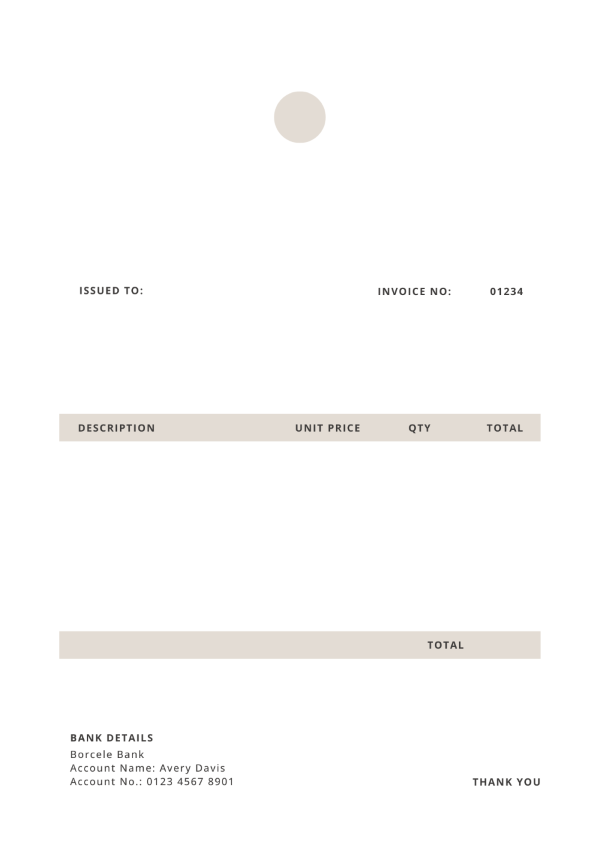 ISSUED TO:
INVOICE NO: 01234
DESCRIPTION UNIT PRICE QTY TOTAL
TOTAL
BANK DETAILS
Borcele Bank
Account Name: Avery Davis
Account No.: 0123 4567 8901
THANK YOU